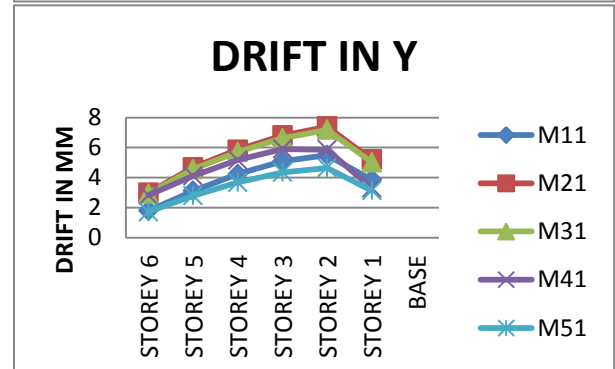 DRIFT IN Y
DRIFT IN MM
8
6
4
2
0
STOREY 6
STOREY 5
STOREY 4
STOREY 3
STOREY 2
STOREY 1
BASE
M11
M21
M31
M41
M51